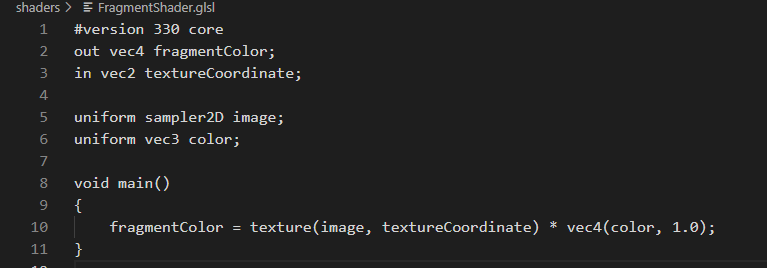 shaders > FragmentShader.glsl
1 #version 330 core
2 out vec4 fragmentColor;
3 in vec2 textureCoordinate;
4
5 uniform sampler2D image;
6 uniform vec3 color;
7
8 void main()
9 {
10     fragmentColor = texture(image, textureCoordinate) * vec4(color, 1.0);
11 }
12